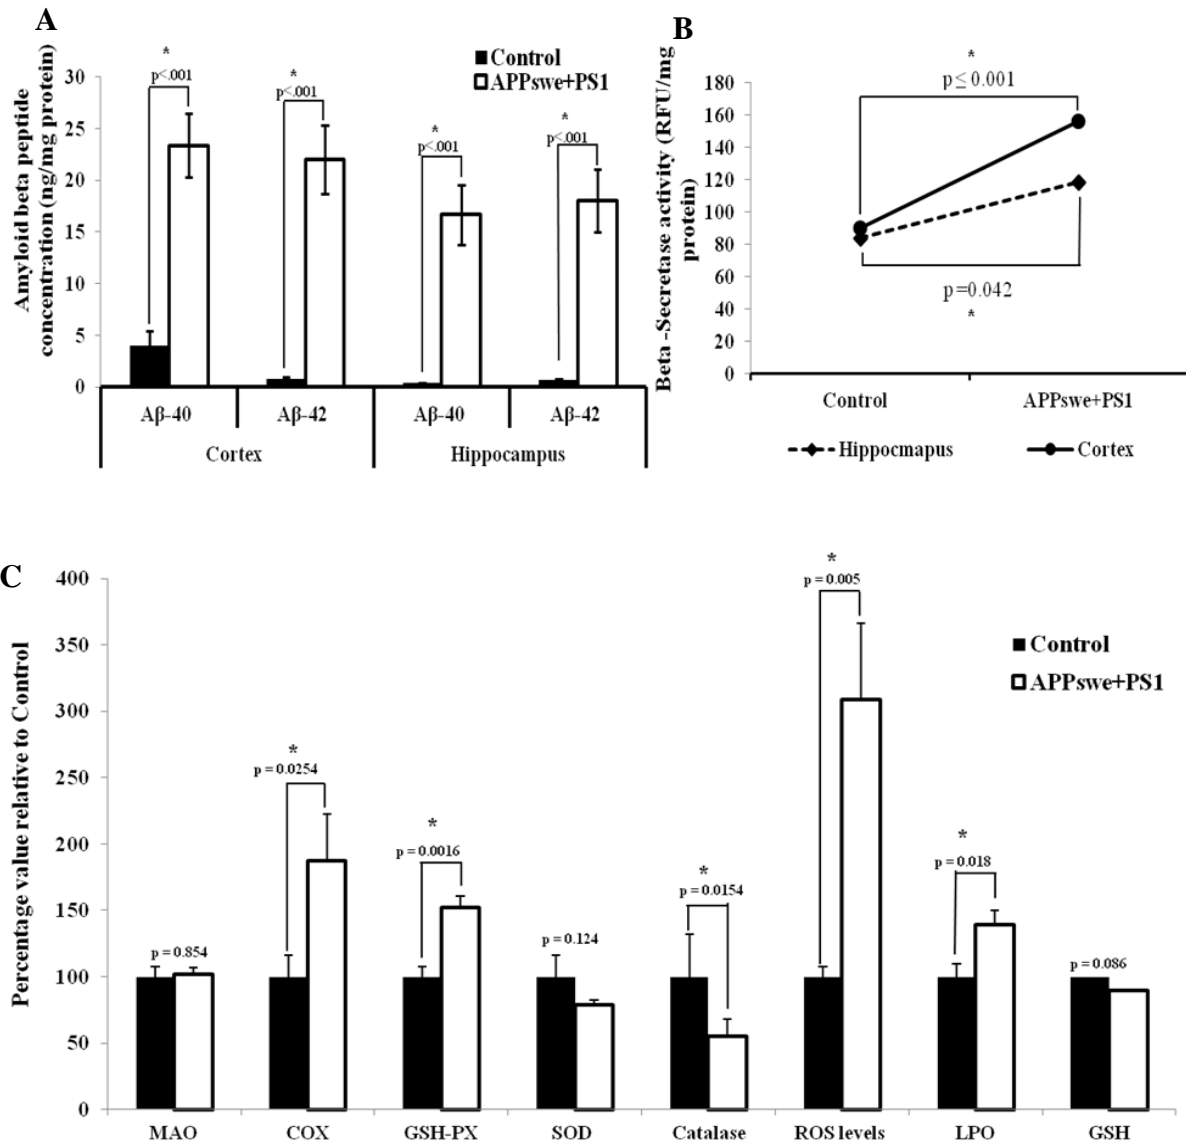 A
Amyloid beta peptide
concentration (ng/mg protein)
Control
APPswe+PS1
30
25
20
15
10
5
0
*
p<.001
*
p<.001
*
p<.001
*
p<.001
Aβ-40
Aβ-42
Aβ-40
Aβ-42
Cortex
Hippocampus
B
Beta -Secretase activity (RFU/mg
protein)
180
160
140
120
100
80
60
40
20
0
*
p ≤ 0.001
p=0.042
*
Control
APPswe+PS1
Hippocmapus
Cortex
C
Percentage value relative to Control
400
350
300
250
200
150
100
50
0
Control
APPswe+PS1
p = 0.854
*
p = 0.0254
*
p = 0.0016
p = 0.124
*
p = 0.0154
*
p = 0.005
*
p = 0.018
p = 0.086
MAO
COX
GSH-PX
SOD
Catalase
ROS levels
LPO
GSH